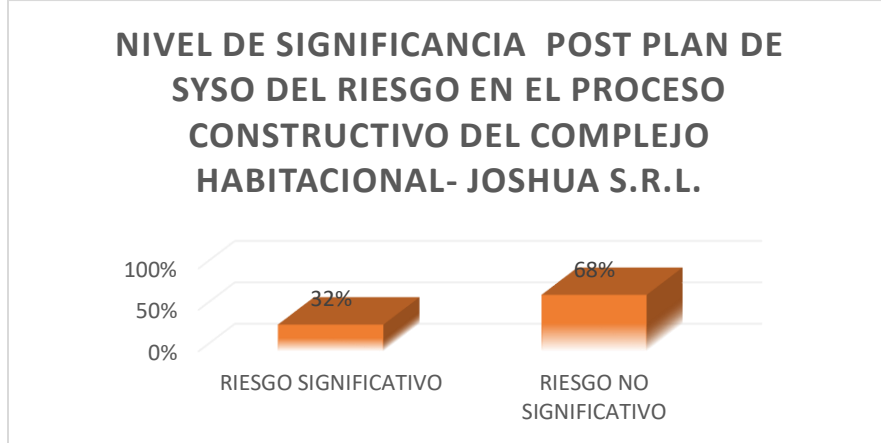 NIVEL DE SIGNIFICANCIA POST PLAN DE
SYSO DEL RIESGO EN EL PROCESO
CONSTRUCTIVO DEL COMPLEJO
HABITACIONAL- JOSHUA S.R.L.
100%
50%
0%
32%
68%
RIESGO SIGNIFICATIVO
RIESGO NO
SIGNIFICATIVO